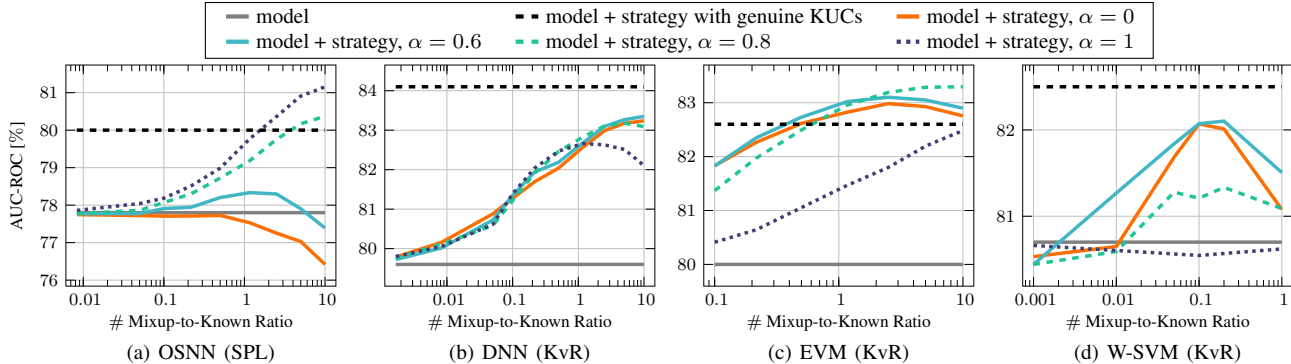 model
model + strategy with genuine KUCs
model + strategy, α = 0
model + strategy, α = 0.6
model + strategy, α = 0.8
model + strategy, α = 1
AUC-ROC [%]
81
80
79
78
77
76
0.01 0.1 1 10
# Mixup-to-Known Ratio
(a) OSNN (SPL)
84
83
82
81
80
0.01 0.1 1 10
# Mixup-to-Known Ratio
(b) DNN (KvR)
83
82
81
80
0.1 1 10
# Mixup-to-Known Ratio
(c) EVM (KvR)
82
81
0.001 0.01 0.1 1
# Mixup-to-Known Ratio
(d) W-SVM (KvR)